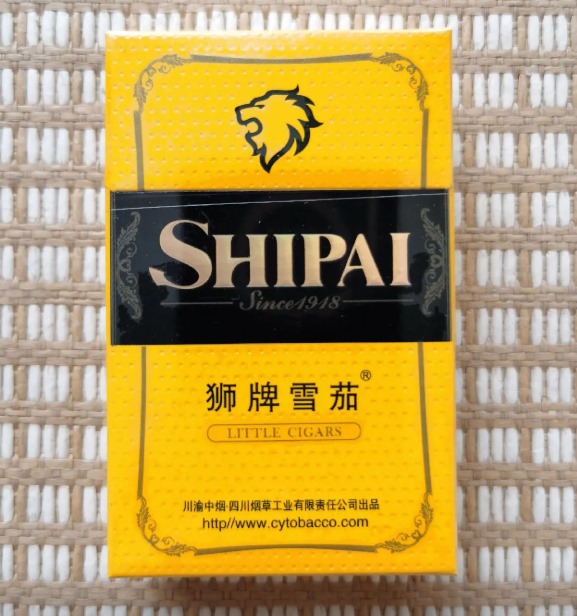 SHIPAI
Since1918
狮牌雪茄®
LITTLE CIGARS
川渝中烟·四川烟草工业有限责任公司出品
http//www.cytobacco.com